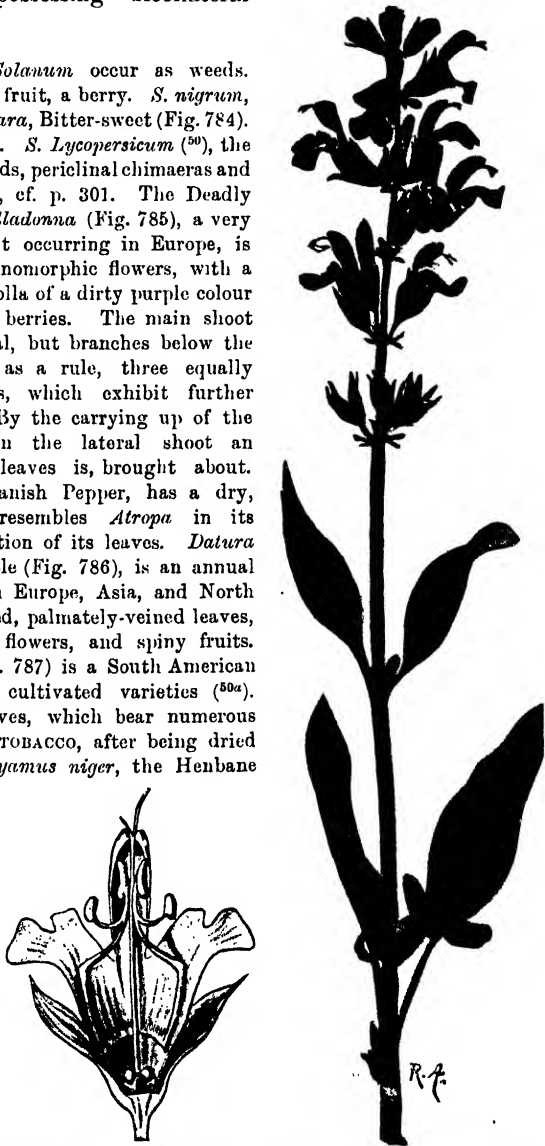 Solanum occur as weeds.
fruit, a berry. S. nigrum,
ara, Bitter-sweet (Fig. 784).
. S. Lycopersicum (⁵⁰), the
ds, periclinal chimaeras and
, cf. p. 301. The Deadly
lladonna (Fig. 785), a very
t occurring in Europe, is
nomorphic flowers, with a
olla of a dirty purple colour
berries. The main shoot
al, but branches below the
as a rule, three equally
s, which exhibit further
By the carrying up of the
n the lateral shoot an
leaves is, brought about.
anish Pepper, has a dry,
resembles Atropa in its
tion of its leaves. Datura
le (Fig. 786), is an annual
n Europe, Asia, and North
ed, palmately-veined leaves,
flowers, and spiny fruits.
. 787) is a South American
cultivated varieties (⁵⁰ᵃ).
ves, which bear numerous
TOBACCO, after being dried
yamus niger, the Henbane
R.A.